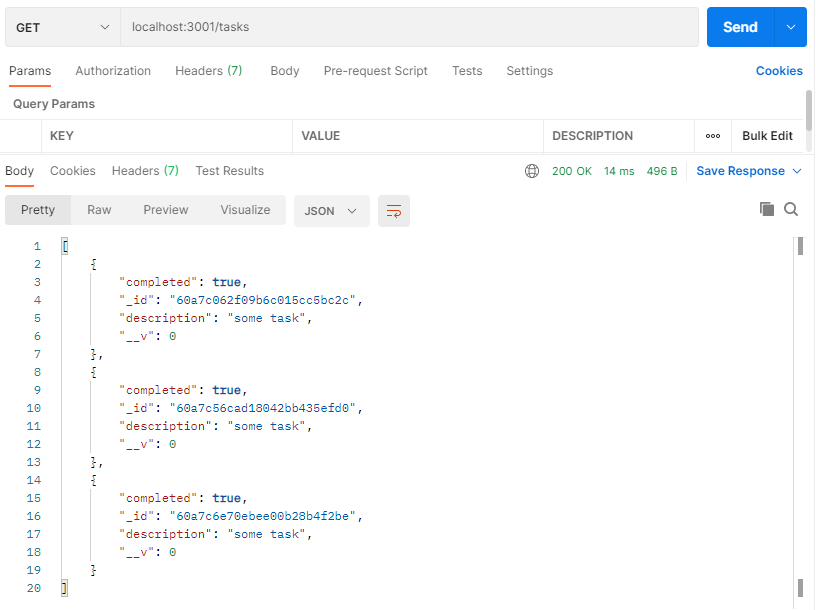 GET localhost:3001/tasks Send
Params Authorization Headers (7) Body Pre-request Script Tests Settings Cookies
Query Params
KEY VALUE DESCRIPTION ooo Bulk Edit
Body Cookies Headers (7) Test Results 200 OK 14 ms 496 B Save Response
Pretty Raw Preview Visualize JSON
1 [
2 {
3 "completed": true,
4 "_id": "60a7c062f09b6c015cc5bc2c",
5 "description": "some task",
6 "__v": 0
7 },
8 {
9 "completed": true,
10 "_id": "60a7c56cad18042bb435efd0",
11 "description": "some task",
12 "__v": 0
13 },
14 {
15 "completed": true,
16 "_id": "60a7c6e70ebee00b28b4f2be",
17 "description": "some task",
18 "__v": 0
19 }
20 ]